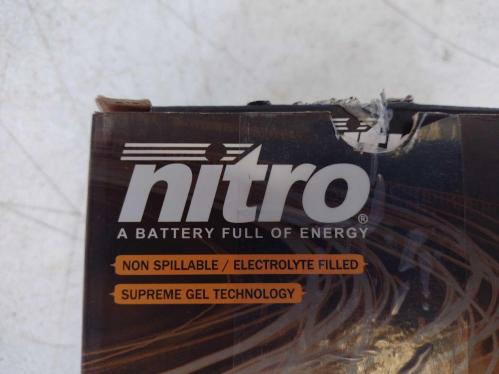 nitro®
A BATTERY FULL OF ENERGY
NON SPILLABLE / ELECTROLYTE FILLED
SUPREME GEL TECHNOLOGY